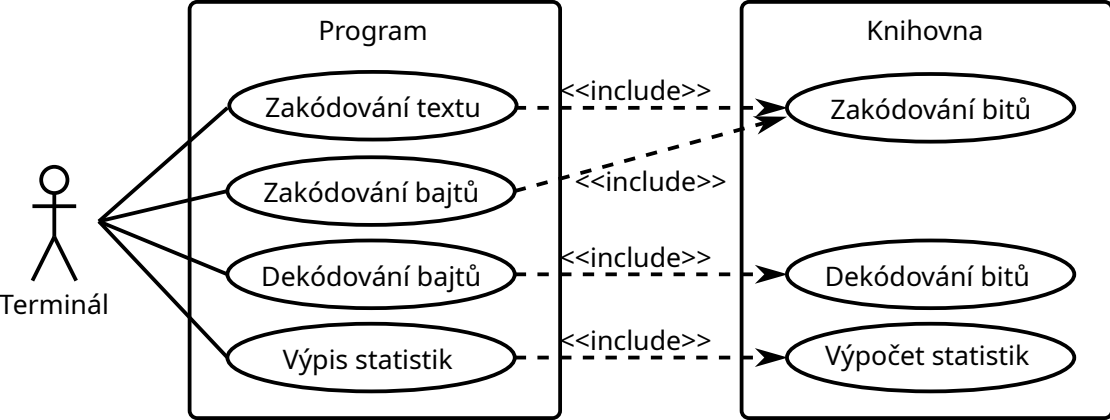 Program
Knihovna
<<include>>
Zakódování textu
Zakódování bitů
<<include>>
Zakódování bajtů
<<include>>
Dekódování bajtů
Dekódování bitů
Terminál
<<include>>
Výpis statistik
Výpočet statistik